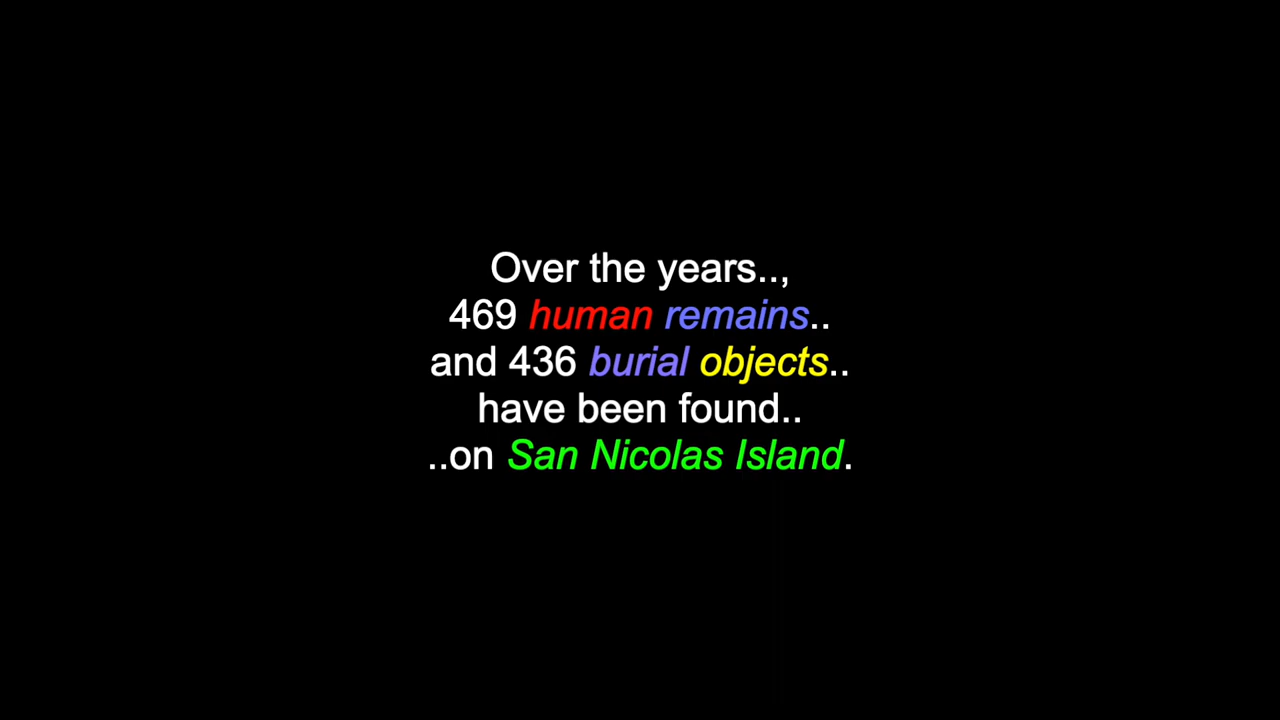 Over the years..,
469 human remains..
and 436 burial objects..
have been found..
..on San Nicolas Island.